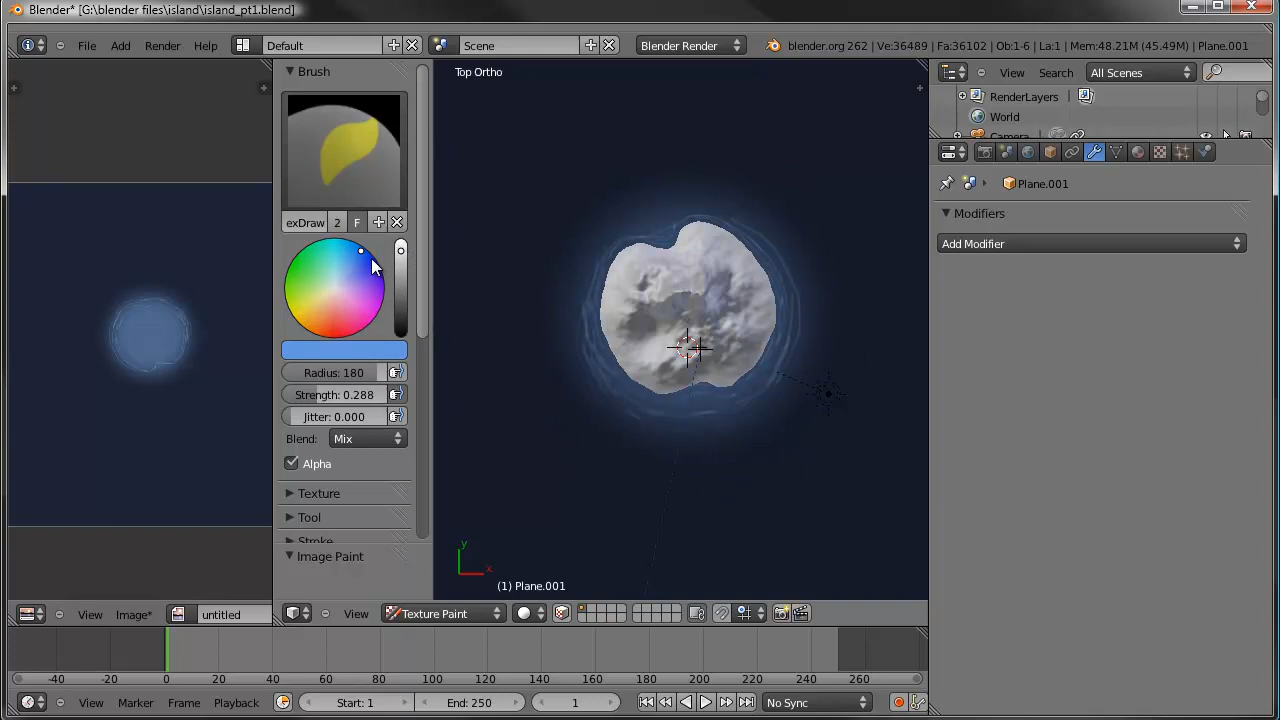 Blender* [G:\blender files\island\island_pt1.blend]
File Add Render Help Default Scene Blender Render blender.org 262 | Ve:36489 | Fa:36102 | Ob:1-6 | La:1 | Mem:48.21M (45.49M) | Plane.001
Brush
exDraw 2 F
Radius: 180
Strength: 0.288
Jitter: 0.000
Blend: Mix
Alpha
Texture
Tool
Stroke
Image Paint
Top Ortho
y
x
(1) Plane.001
View Search All Scenes
RenderLayers
World
Camera
Plane.001
Modifiers
Add Modifier
View Image* untitled
View Texture Paint
-40 -20 0 20 40 60 80 100 120 140 160 180 200 220 240 260
View Marker Frame Playback Start: 1 End: 250 1 No Sync